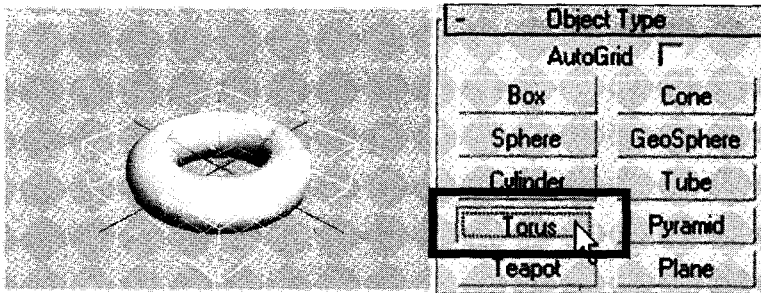 - Object Type
AutoGrid
Box Cone
Sphere GeoSphere
Cylinder Tube
Torus Pyramid
Teapot Plane